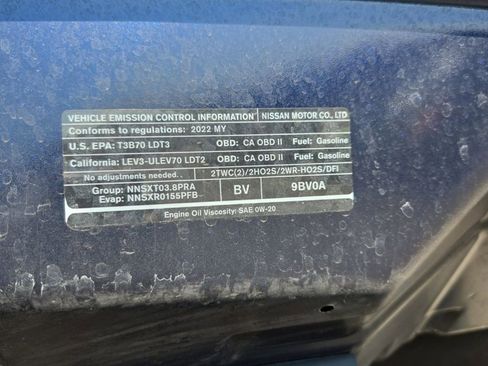 VEHICLE EMISSION CONTROL INFORMATION NISSAN MOTOR CO., LTD
Conforms to regulations: 2022 MY
U.S. EPA: T3B70 LDT3 OBD: CA OBD II Fuel: Gasoline
California: LEV3-ULEV70 LDT2 OBD: CA OBD II Fuel: Gasoline
No adjustments needed. 2TWC(2)/2HO2S/2WR-HO2S/DFI
Group: NNSXT03.8PRA BV 9BV0A
Evap: NNSXR0155PFB
Engine Oil Viscosity: SAE 0W-20